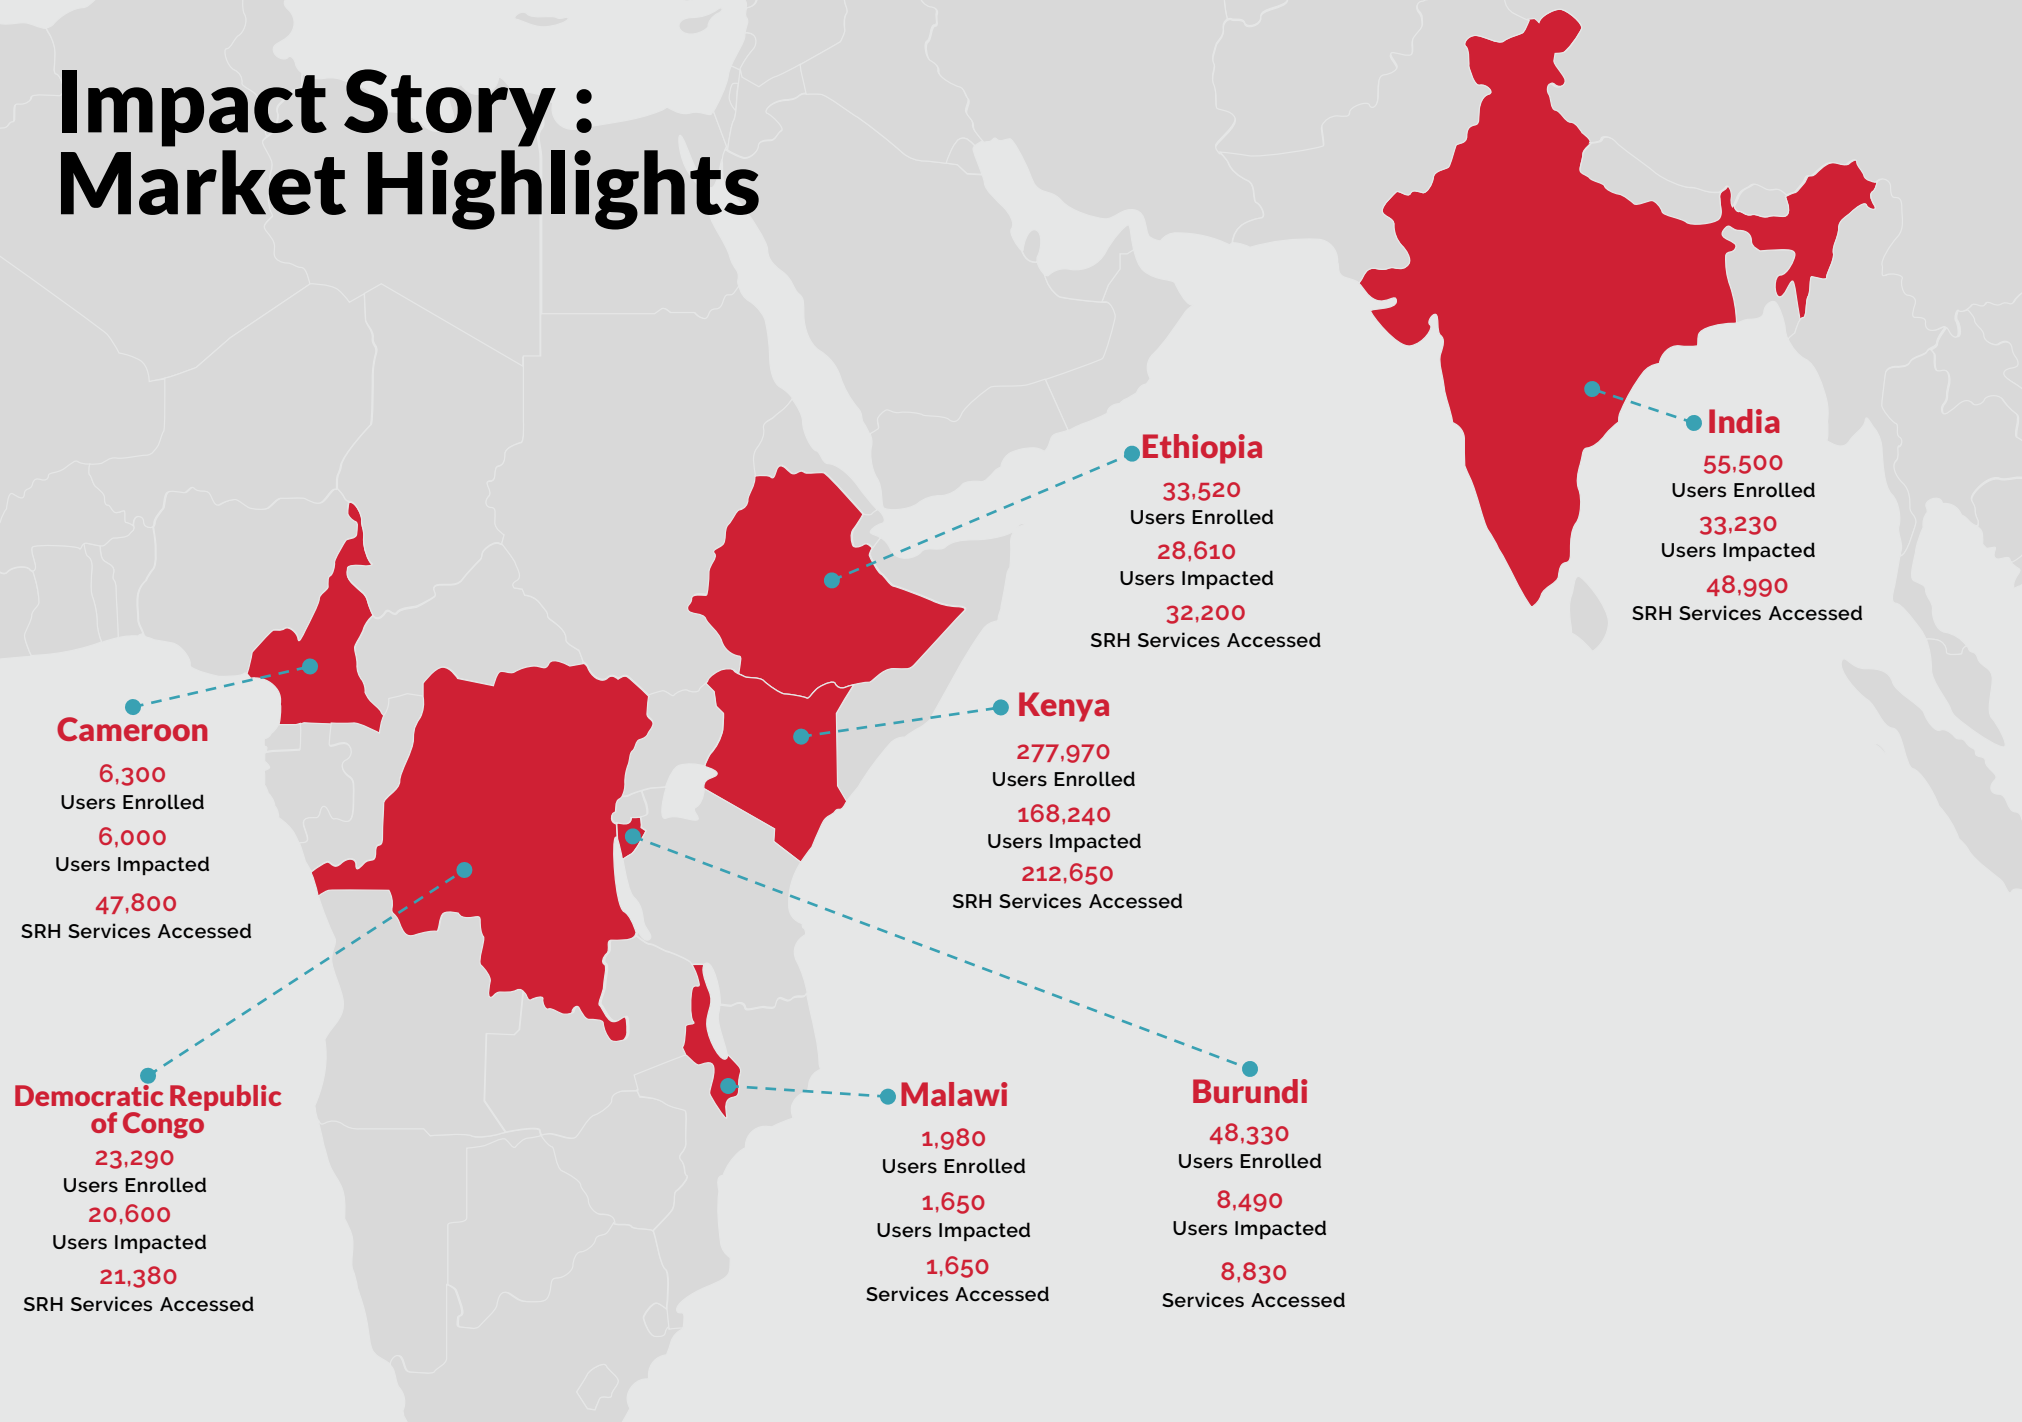 Impact Story :
Market Highlights
India
55,500
Users Enrolled
33,230
Users Impacted
48,990
SRH Services Accessed
Ethiopia
33,520
Users Enrolled
28,610
Users Impacted
32,200
SRH Services Accessed
Kenya
277,970
Users Enrolled
168,240
Users Impacted
212,650
SRH Services Accessed
Cameroon
6,300
Users Enrolled
6,000
Users Impacted
47,800
SRH Services Accessed
Democratic Republic
of Congo
23,290
Users Enrolled
20,600
Users Impacted
21,380
SRH Services Accessed
Malawi
1,980
Users Enrolled
1,650
Users Impacted
1,650
Services Accessed
Burundi
48,330
Users Enrolled
8,490
Users Impacted
8,830
Services Accessed